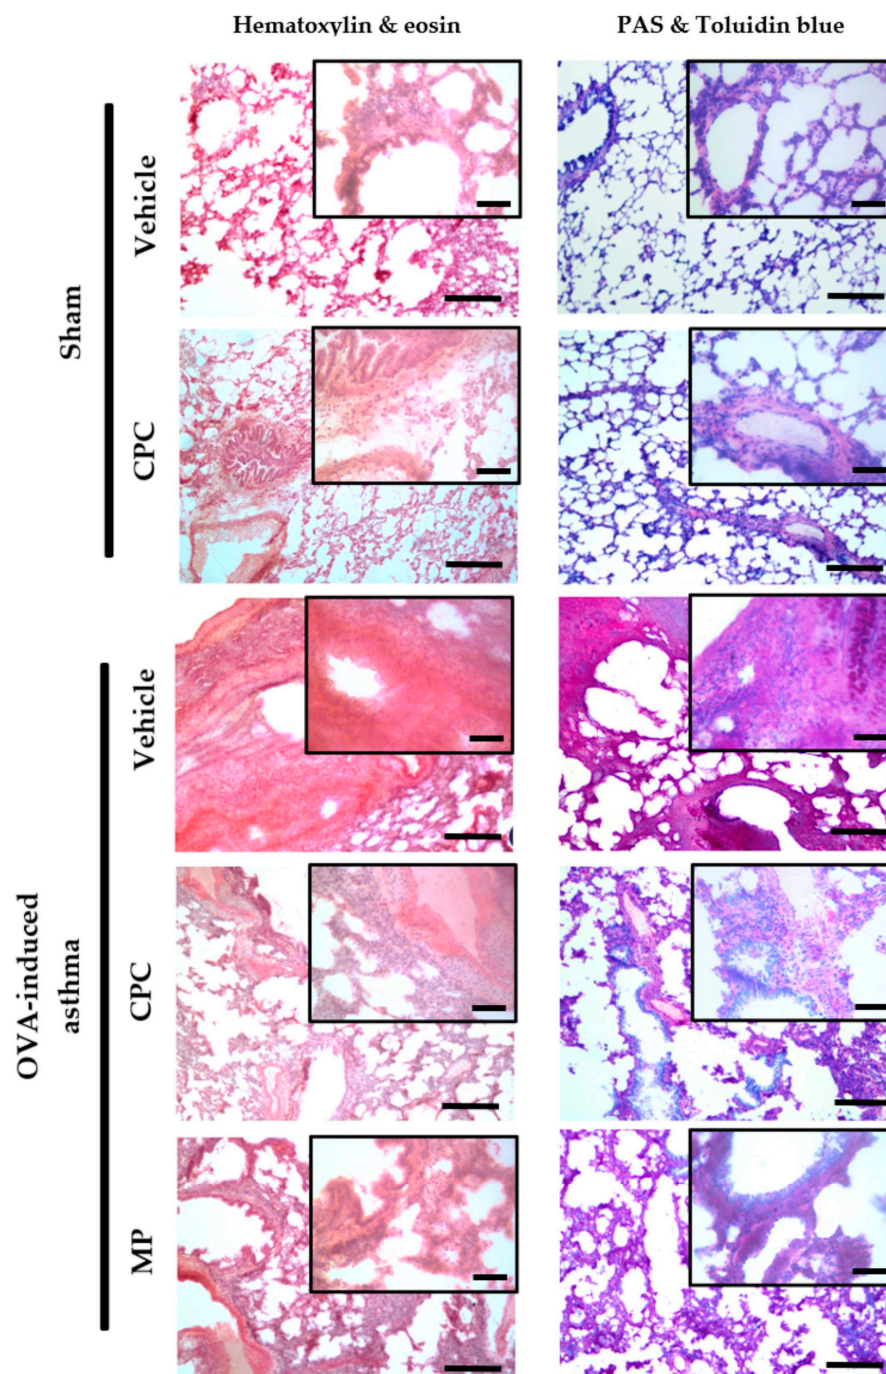 Hematoxylin & eosin
PAS & Toluidin blue
Sham
Vehicle
CPC
OVA-induced
asthma
Vehicle
CPC
MP